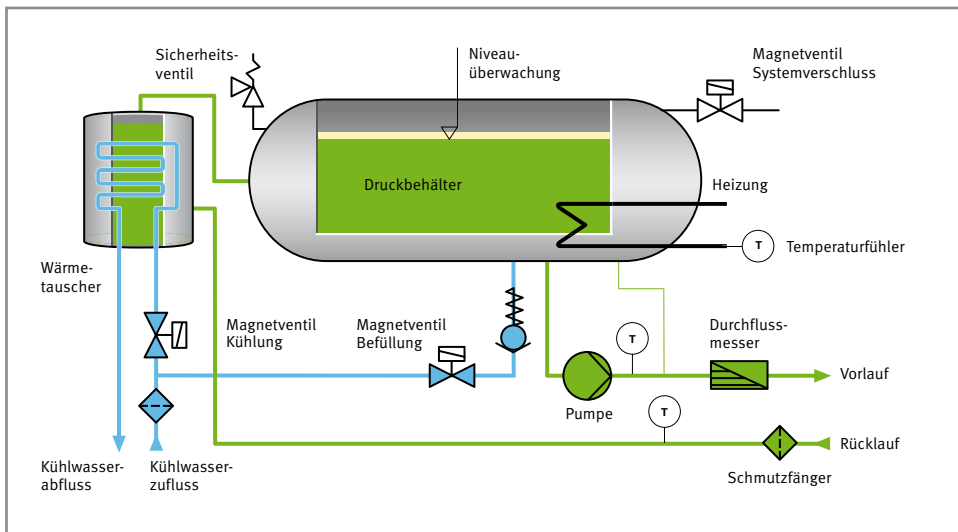 Sicherheits-
ventil
Niveau-
überwachung
Magnetventil
Systemverschluss
Druckbehälter
Heizung
T
Temperaturfühler
Wärme-
tauscher
Magnetventil
Kühlung
Magnetventil
Befüllung
T
Durchfluss-
messer
Vorlauf
Pumpe
T
Rücklauf
Kühlwasser-
abfluss
Kühlwasser-
zufluss
Schmutzfänger